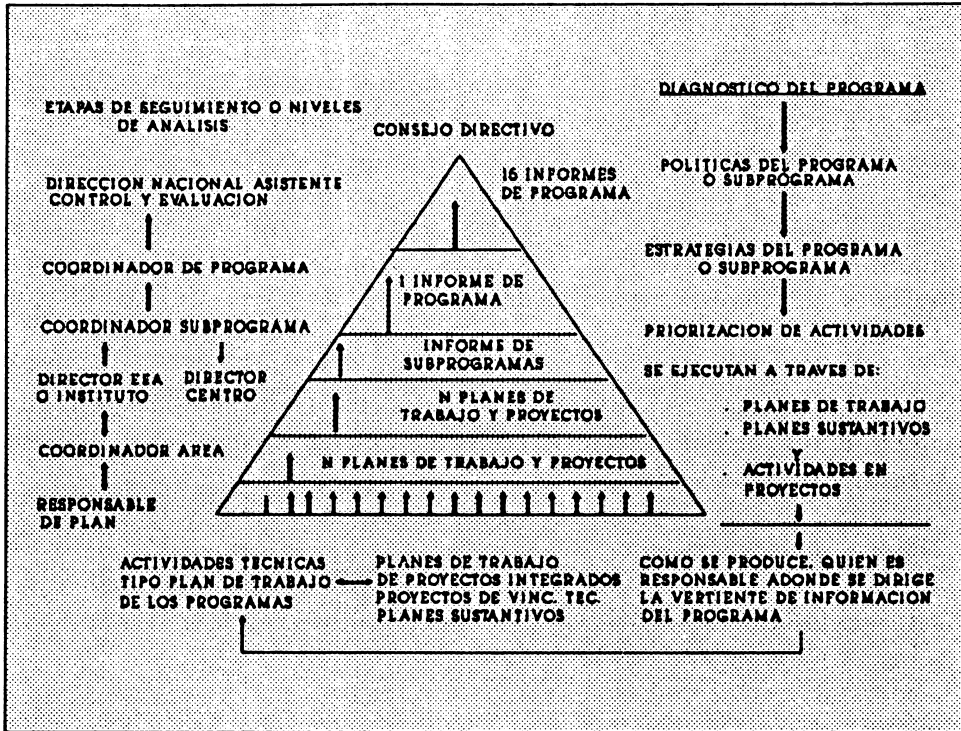 ETAPAS DE SEGUIMIENTO O NIVELES
DE ANALISIS
DIRECCION NACIONAL ASISTENTE
CONTROL Y EVALUACION
COORDINADOR DE PROGRAMA
COORDINADOR SUBPROGRAMA
DIRECTOR EEA
O INSTITUTO
DIRECTOR
CENTRO
COORDINADOR AREA
RESPONSABLE
DE PLAN
CONSEJO DIRECTIVO
16 INFORMES
DE PROGRAMA
1 INFORME DE
PROGRAMA
INFORME DE
SUBPROGRAMAS
N PLANES DE
TRABAJO Y PROYECTOS
N PLANES DE TRABAJO Y PROYECTOS
DIAGNOSTICO DEL PROGRAMA
POLITICAS DEL PROGRAMA
O SUBPROGRAMA
ESTRATEGIAS DEL PROGRAMA
O SUBPROGRAMA
PRIORIZACION DE ACTIVIDADES
SE EJECUTAN A TRAVES DE:
. PLANES DE TRABAJO
. PLANES SUSTANTIVOS
Y
. ACTIVIDADES EN
PROYECTOS
ACTIVIDADES TECNICAS
TIPO PLAN DE TRABAJO
DE LOS PROGRAMAS
PLANES DE TRABAJO
DE PROYECTOS INTEGRADOS
PROYECTOS DE VINC. TEC.
PLANES SUSTANTIVOS
COMO SE PRODUCE, QUIEN ES
RESPONSABLE ADONDE SE DIRIGE
LA VERTIENTE DE INFORMACION
DEL PROGRAMA